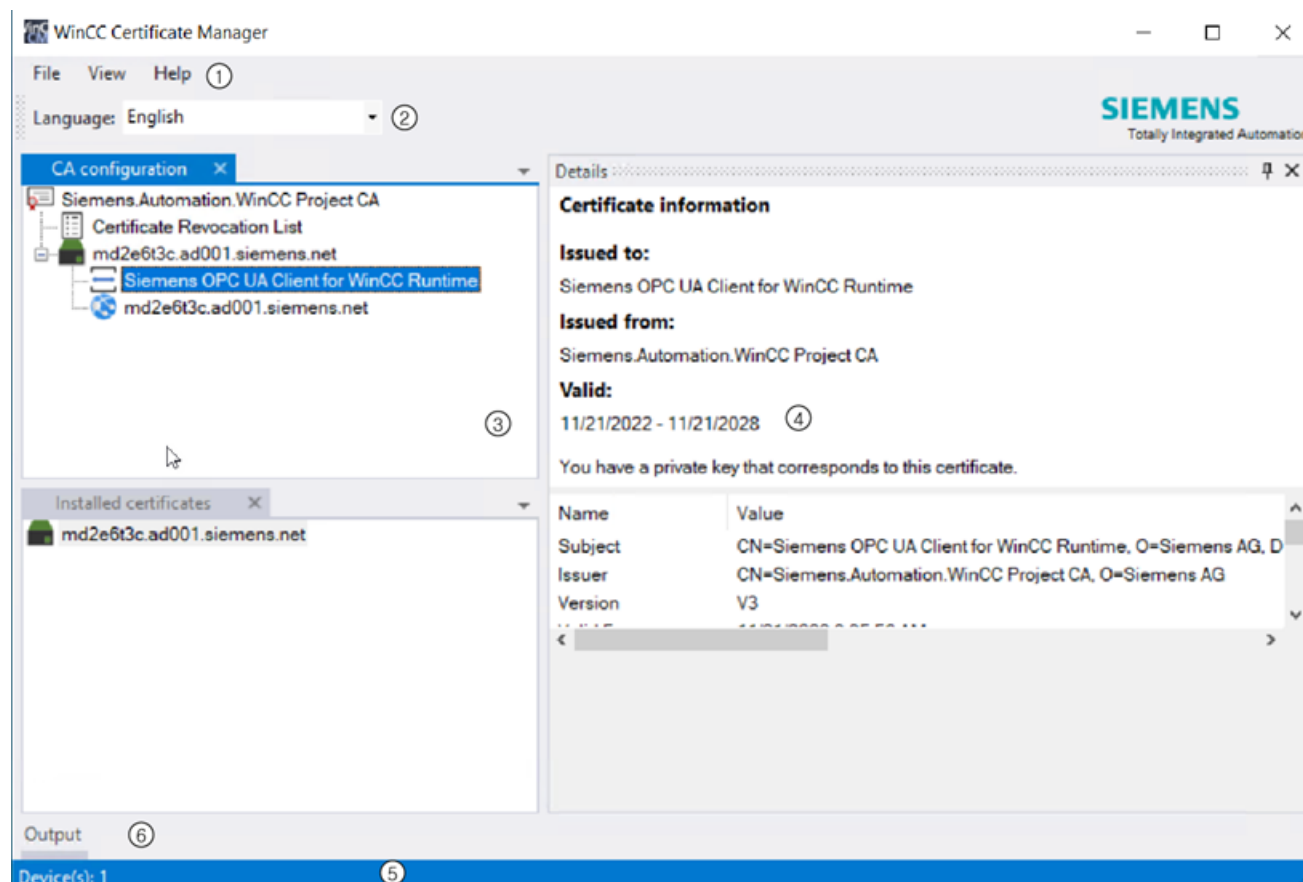 WinCC Certificate Manager
File View Help ①
Language: English ②
SIEMENS
Totally Integrated Automation
CA configuration
Siemens.Automation.WinCC Project CA
Certificate Revocation List
md2e6t3c.ad001.siemens.net
Siemens OPC UA Client for WinCC Runtime
md2e6t3c.ad001.siemens.net
③
Installed certificates
md2e6t3c.ad001.siemens.net
Details
Certificate information
Issued to:
Siemens OPC UA Client for WinCC Runtime
Issued from:
Siemens.Automation.WinCC Project CA
Valid:
11/21/2022 - 11/21/2028 ④
You have a private key that corresponds to this certificate.
Name Value
Subject CN=Siemens OPC UA Client for WinCC Runtime, O=Siemens AG, D
Issuer CN=Siemens.Automation.WinCC Project CA, O=Siemens AG
Version V3
Output ⑥
Device(s): 1 ⑤